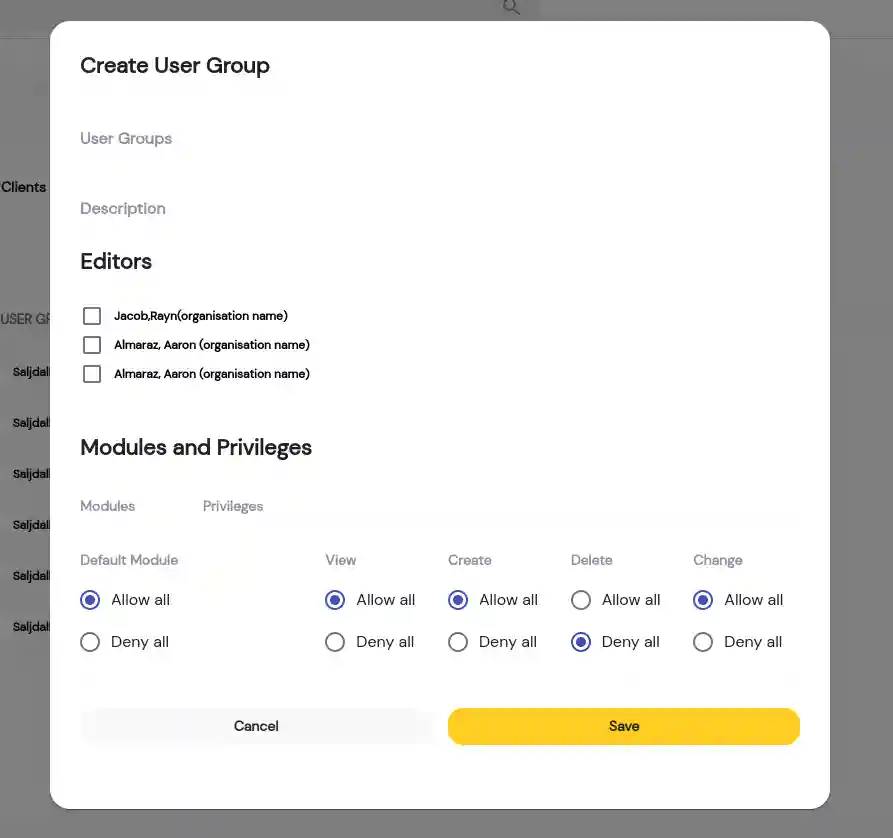 Create User Group
User Groups
Clients
Description
Editors
Jacob,Rayn(organisation name)
USER GR
Almaraz, Aaron (organisation name)
Saljdal
Almaraz, Aaron (organisation name)
Saljdal
Modules and Privileges
Saljdal
Modules Privileges
Saljdal
Default Module View Create Delete Change
Saljdal
Allow all Allow all Allow all Allow all Allow all
Saljdal
Deny all Deny all Deny all Deny all Deny all
Cancel Save